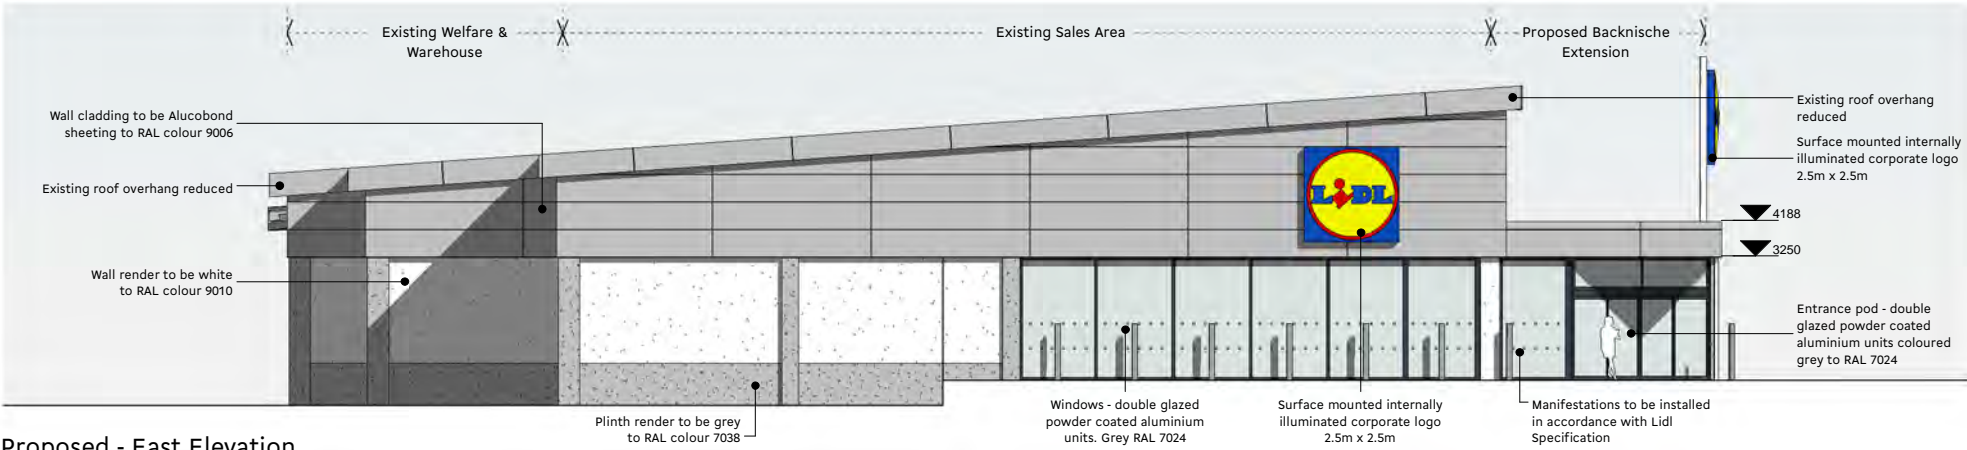 Existing Welfare &
Warehouse
Existing Sales Area
Proposed Backnische
Extension
Wall cladding to be Alucobond
sheeting to RAL colour 9006
Existing roof overhang reduced
Wall render to be white
to RAL colour 9010
Existing roof overhang
reduced
Surface mounted internally
illuminated corporate logo
2.5m x 2.5m
LiDL
4188
3250
Entrance pod - double
glazed powder coated
aluminium units coloured
grey to RAL 7024
Plinth render to be grey
to RAL colour 7038
Windows - double glazed
powder coated aluminium
units. Grey RAL 7024
Surface mounted internally
illuminated corporate logo
2.5m x 2.5m
Manifestations to be installed
in accordance with Lidl
Specification
Proposed - East Elevation